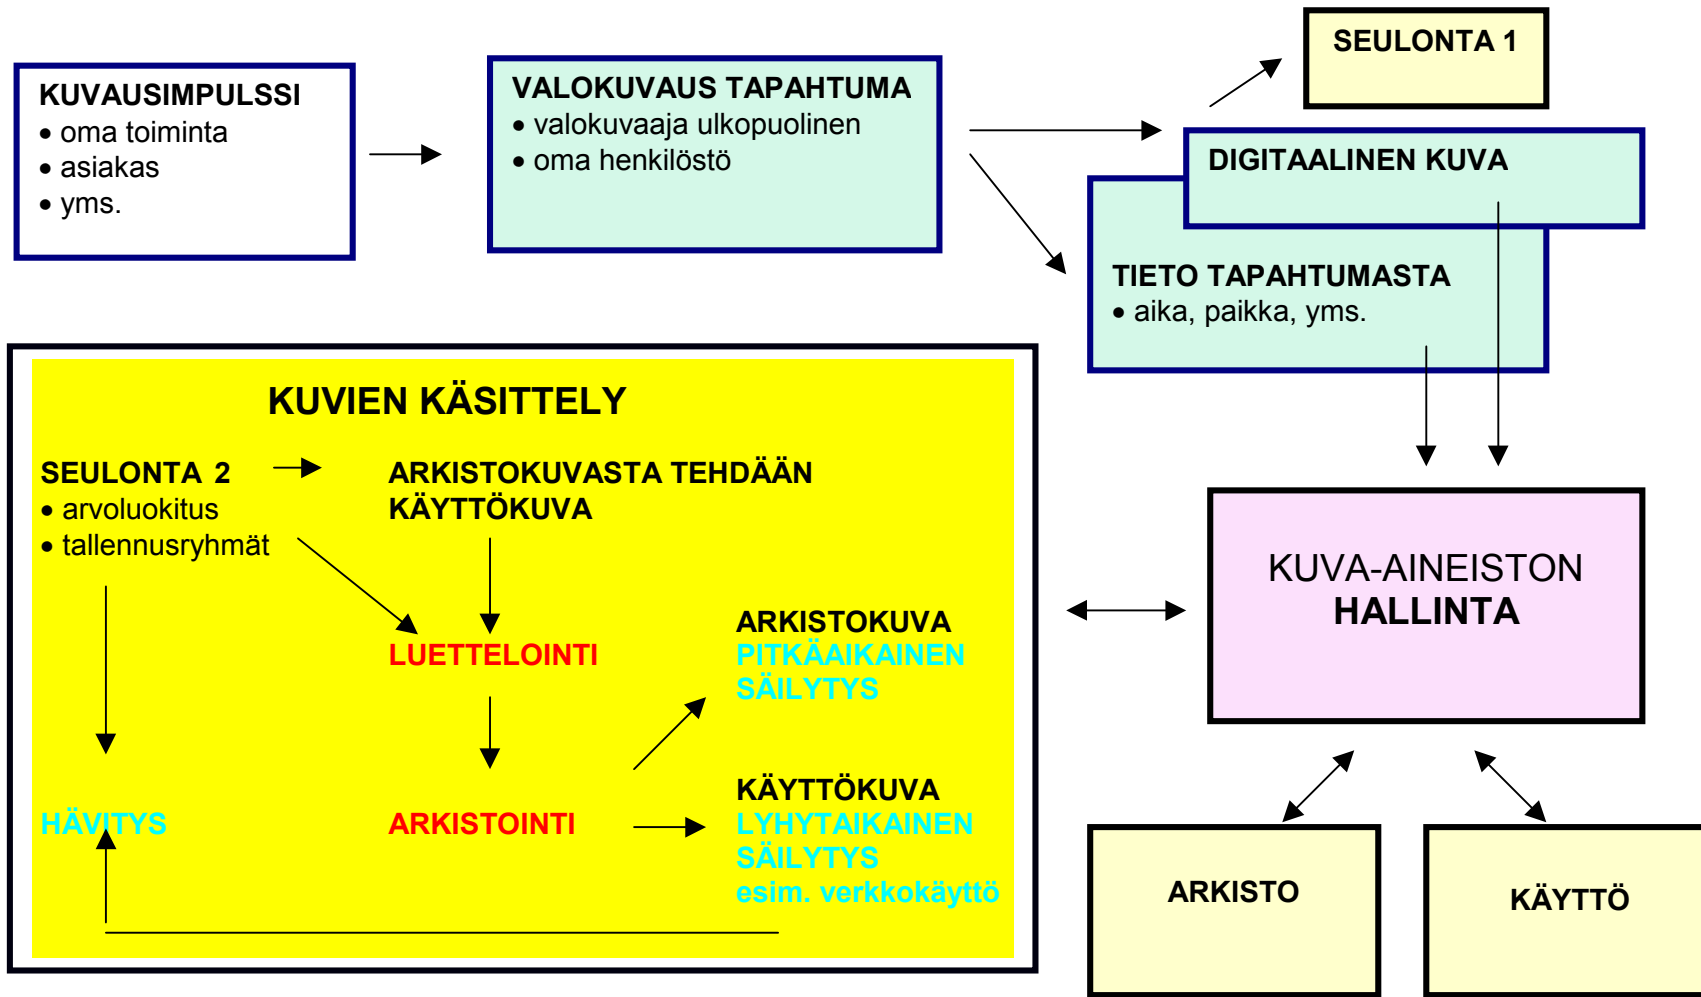 KUVAUSIMPULSSI
• oma toiminta
• asiakas
• yms.
VALOKUVAUS TAPAHTUMA
• valokuvaaja ulkopuolinen
• oma henkilöstö
SEULONTA 1
DIGITAALINEN KUVA
TIETO TAPAHTUMASTA
• aika, paikka, yms.
KUVIEN KÄSITTELY
SEULONTA 2
• arvoluokitus
• tallennusryhmät
ARKISTOKUVASTA TEHDÄÄN
KÄYTTÖKUVA
LUETTELOINTI
ARKISTOKUVA
PITKÄAIKAINEN
SÄILYTYS
HÄVITYS
ARKISTOINTI
KÄYTTÖKUVA
LYHYTAIKAINEN
SÄILYTYS
esim. verkkokäyttö
KUVA-AINEISTON
HALLINTA
ARKISTO
KÄYTTÖ